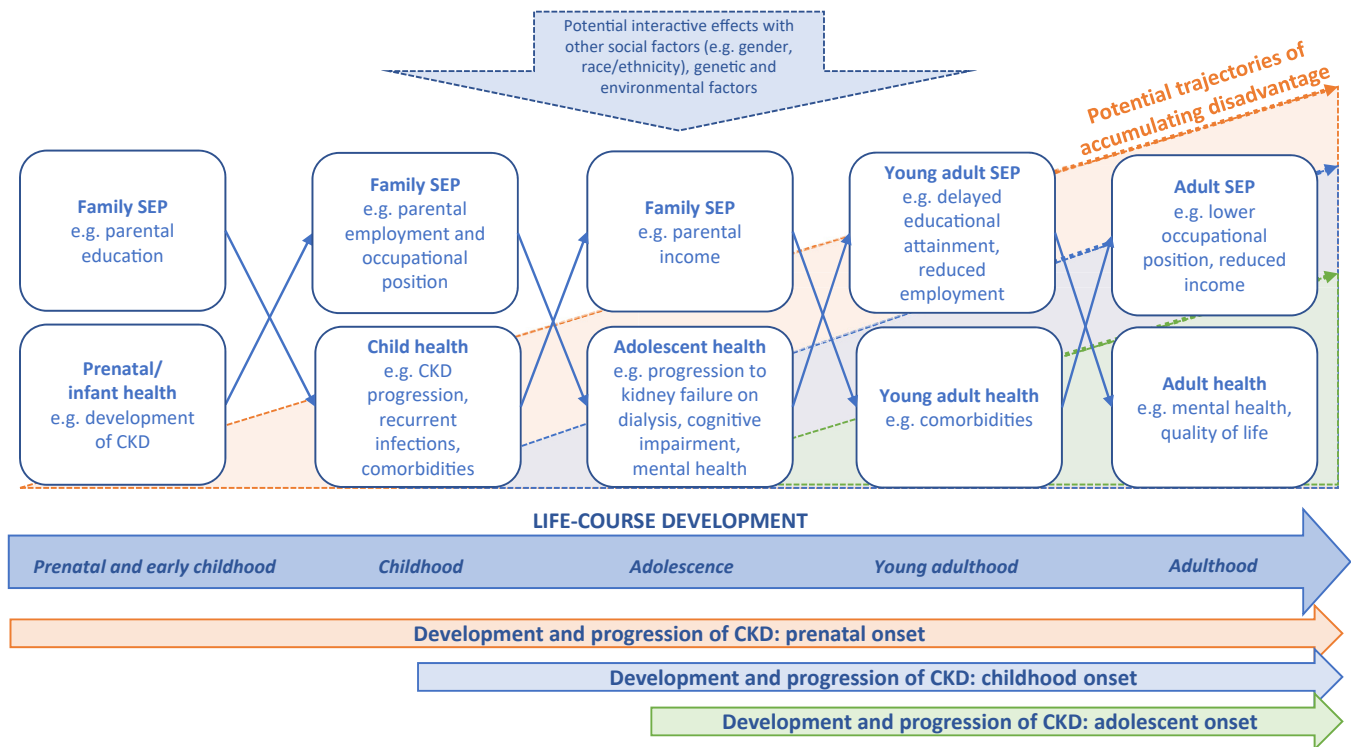 Potential interactive effects with
other social factors (e.g. gender,
race/ethnicity), genetic and
environmental factors
Potential trajectories of
accumulating disadvantage
Family SEP
e.g. parental
education
Family SEP
e.g. parental
employment and
occupational
position
Family SEP
e.g. parental
income
Young adult SEP
e.g. delayed
educational
attainment,
reduced
employment
Adult SEP
e.g. lower
occupational
position, reduced
income
Prenatal/
infant health
e.g. development
of CKD
Child health
e.g. CKD
progression,
recurrent
infections,
comorbidities
Adolescent health
e.g. progression to
kidney failure on
dialysis, cognitive
impairment,
mental health
Young adult health
e.g. comorbidities
Adult health
e.g. mental health,
quality of life
LIFE-COURSE DEVELOPMENT
Prenatal and early childhood
Childhood
Adolescence
Young adulthood
Adulthood
Development and progression of CKD: prenatal onset
Development and progression of CKD: childhood onset
Development and progression of CKD: adolescent onset